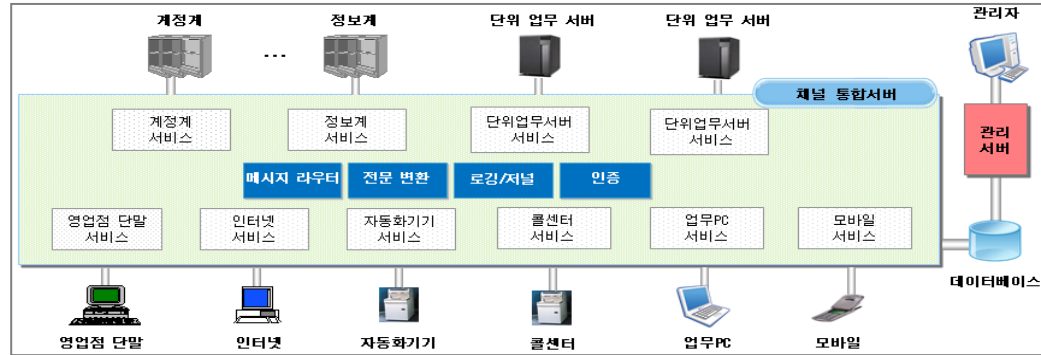 계정계
정보계
단위 업무 서버
단위 업무 서버
관리자
...
채널 통합서버
계정계
서비스
정보계
서비스
단위업무서버
서비스
단위업무서버
서비스
관리
서버
메시지 라우터
전문 변환
로깅/저널
인증
영업점 단말
서비스
인터넷
서비스
자동화기기
서비스
콜센터
서비스
업무PC
서비스
모바일
서비스
데이터베이스
영업점 단말
인터넷
자동화기기
콜센터
업무PC
모바일